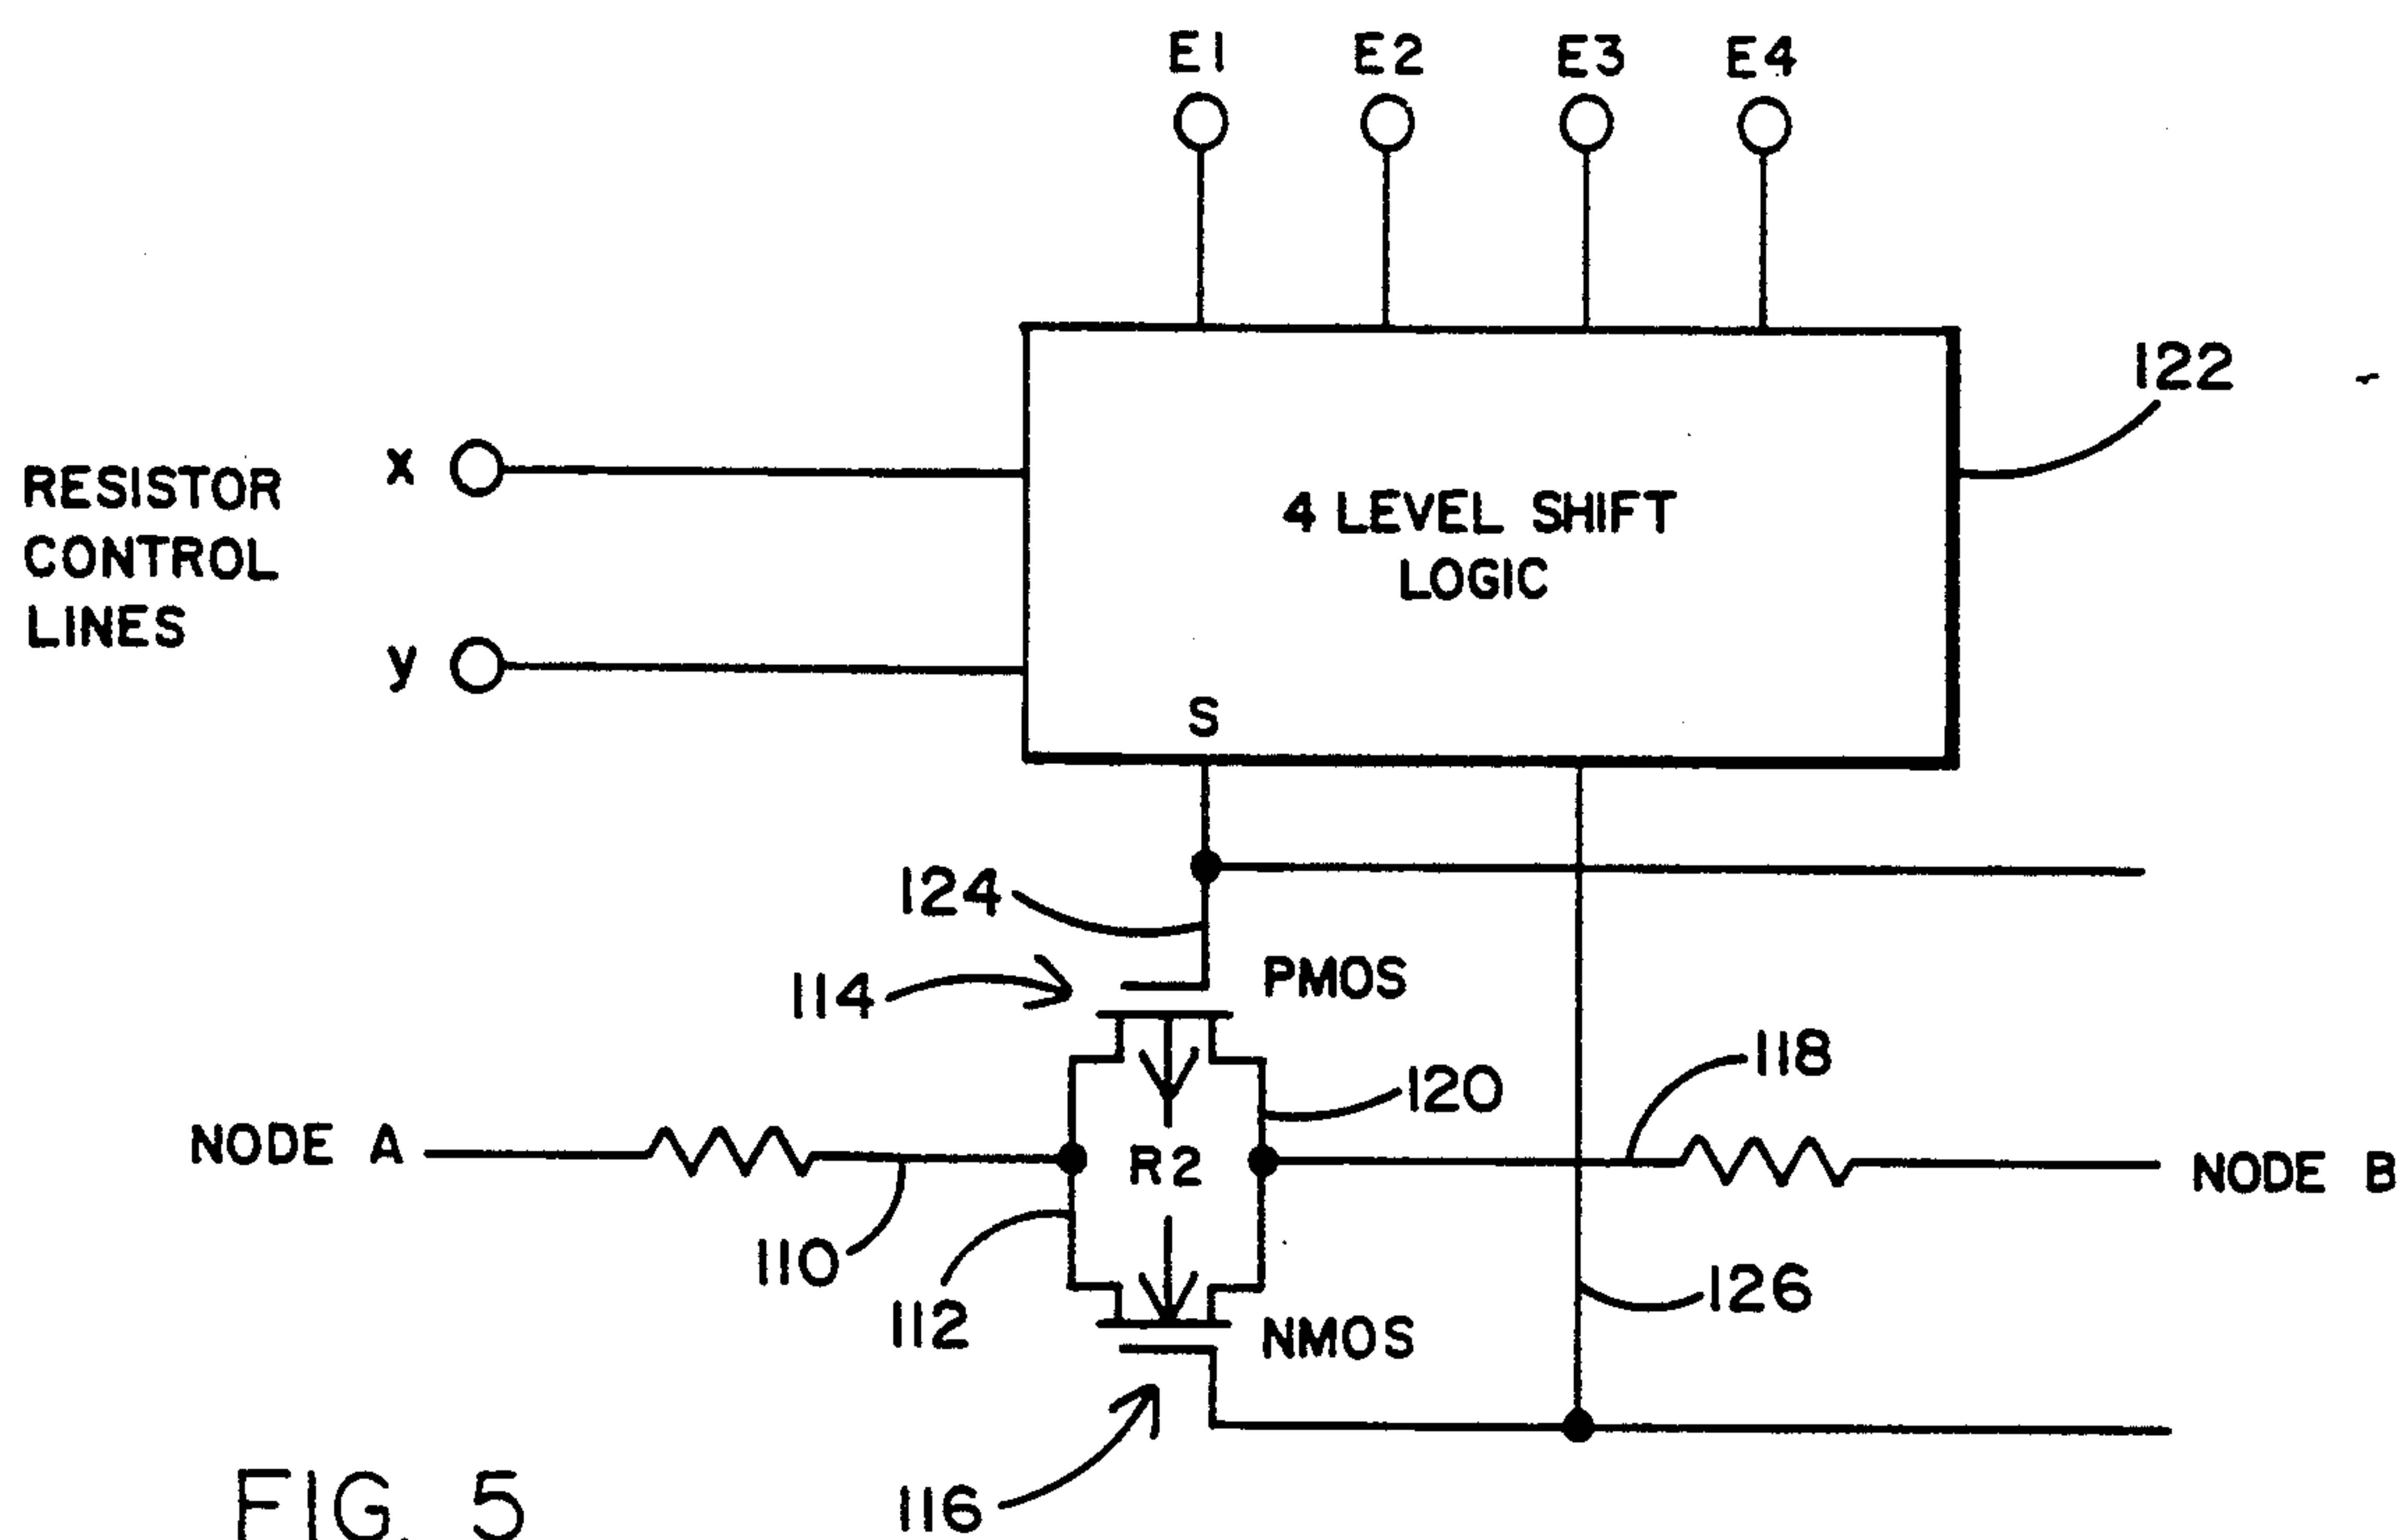 E1 E2 E3 E4
122
RESISTOR
CONTROL
LINES
x
y
4 LEVEL SHIFT
LOGIC
S
124
114
PMOS
118
120
NODE A
R2
NODE B
110
112
126
NMOS
116
FIG. 5